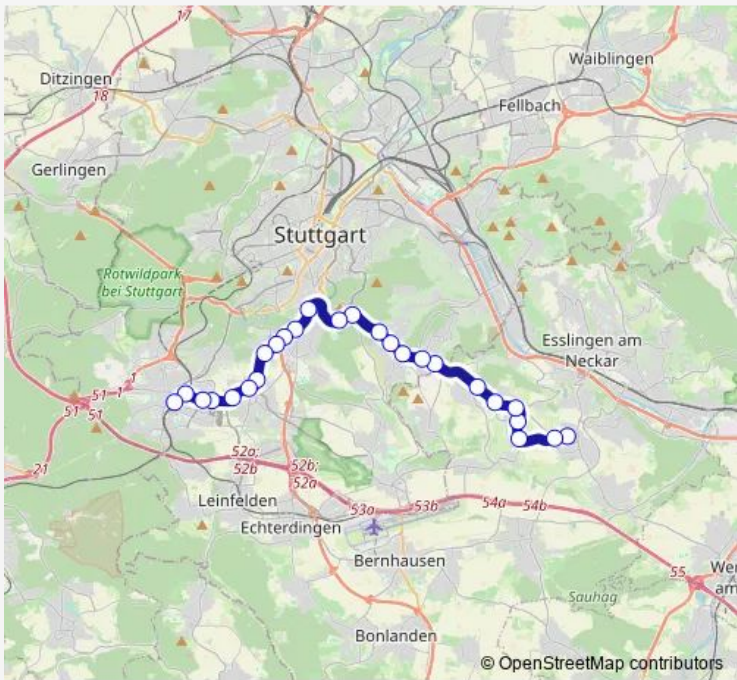 17
Waiblingen
Ditzingen
18
Fellbach
Gerlingen
Stuttgart
Rotwildpark
bei Stuttgart
Esslingen am
Neckar
51 1 1
51
51
21
52a;
52b
52b;
52a
Leinfelden
53a 53b 54a 54b
Echterdingen
Bernhausen
55
Sauhag
Bonlanden
© OpenStreetMap contributors